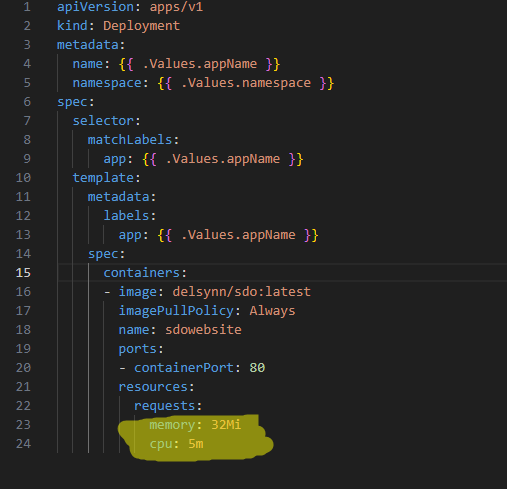 1 apiVersion: apps/v1
2 kind: Deployment
3 metadata:
4   name: {{ .Values.appName }}
5   namespace: {{ .Values.namespace }}
6 spec:
7   selector:
8     matchLabels:
9       app: {{ .Values.appName }}
10   template:
11     metadata:
12       labels:
13         app: {{ .Values.appName }}
14     spec:
15       containers:
16       - image: delsynn/sdo:latest
17         imagePullPolicy: Always
18         name: sdowebsite
19         ports:
20         - containerPort: 80
21         resources:
22           requests:
23             memory: 32Mi
24             cpu: 5m